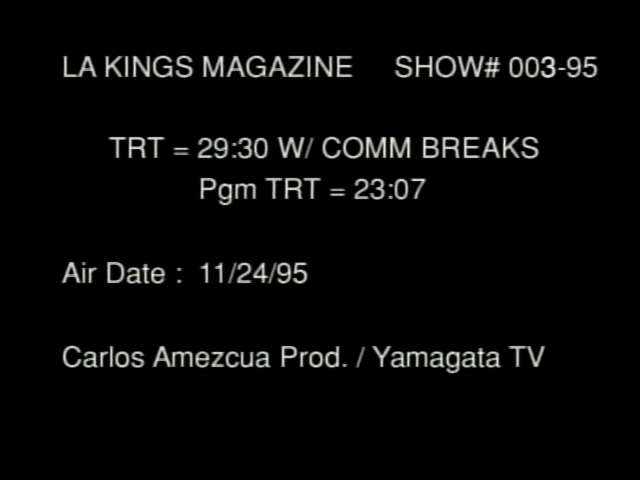 LA KINGS MAGAZINE SHOW# 003-95
TRT = 29:30 W/ COMM BREAKS
Pgm TRT = 23:07
Air Date : 11/24/95
Carlos Amezcua Prod. / Yamagata TV